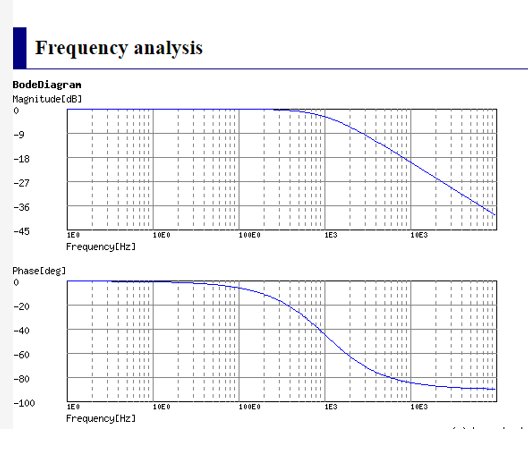 Frequency analysis
BodeDiagram
Magnitude[dB]
0
-9
-18
-27
-36
-45
1E0 10E0 100E0 1E3 10E3
Frequency[Hz]
Phase[deg]
0
-20
-40
-60
-80
-100
1E0 10E0 100E0 1E3 10E3
Frequency[Hz]